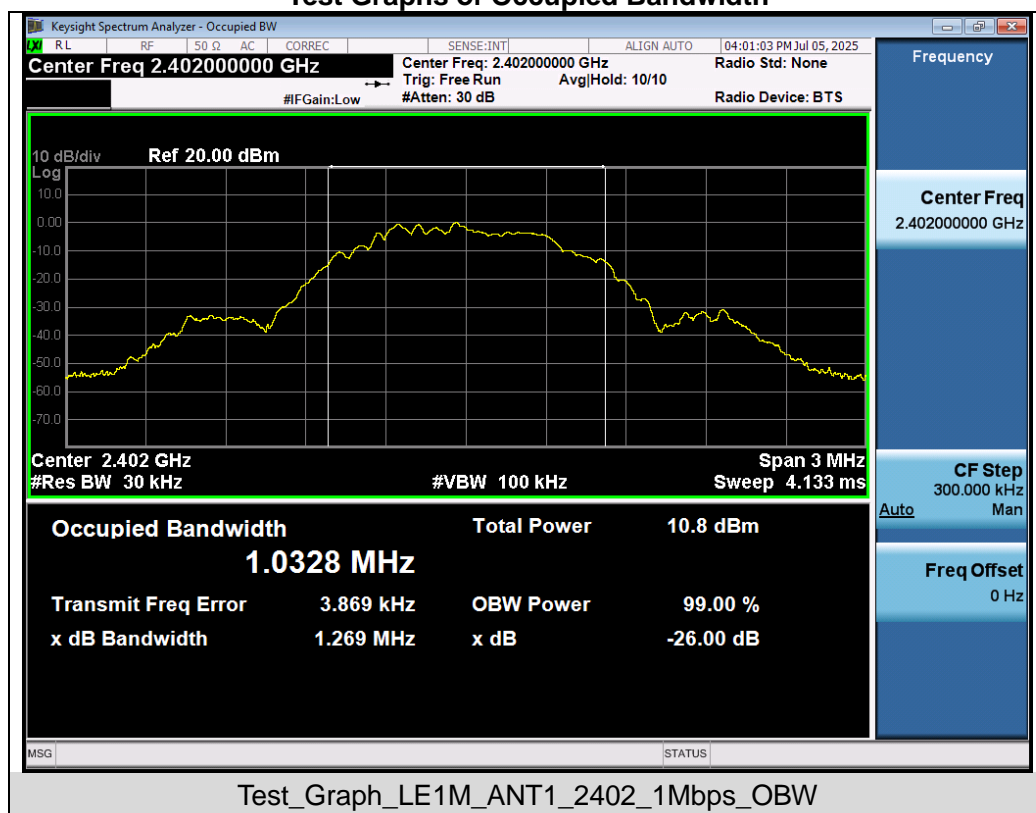 Test Graphs of Occupied Bandwidth
Keysight Spectrum Analyzer - Occupied BW
LXI RL RF 50 Ω AC CORREC SENSE:INT ALIGN AUTO 04:01:03 PM Jul 05, 2025
Center Freq 2.402000000 GHz
Center Freq: 2.402000000 GHz Radio Std: None
Trig: Free Run Avg|Hold: 10/10
#IFGain:Low #Atten: 30 dB Radio Device: BTS
Frequency
10 dB/div Ref 20.00 dBm
Log
10.0
0.00
-10.0
-20.0
-30.0
-40.0
-50.0
-60.0
-70.0
Center Freq
2.402000000 GHz
Center 2.402 GHz Span 3 MHz
#Res BW 30 kHz #VBW 100 kHz Sweep 4.133 ms
CF Step
300.000 kHz
Auto Man
Occupied Bandwidth Total Power 10.8 dBm
1.0328 MHz
Transmit Freq Error 3.869 kHz OBW Power 99.00 %
x dB Bandwidth 1.269 MHz x dB -26.00 dB
Freq Offset
0 Hz
MSG STATUS
Test_Graph_LE1M_ANT1_2402_1Mbps_OBW